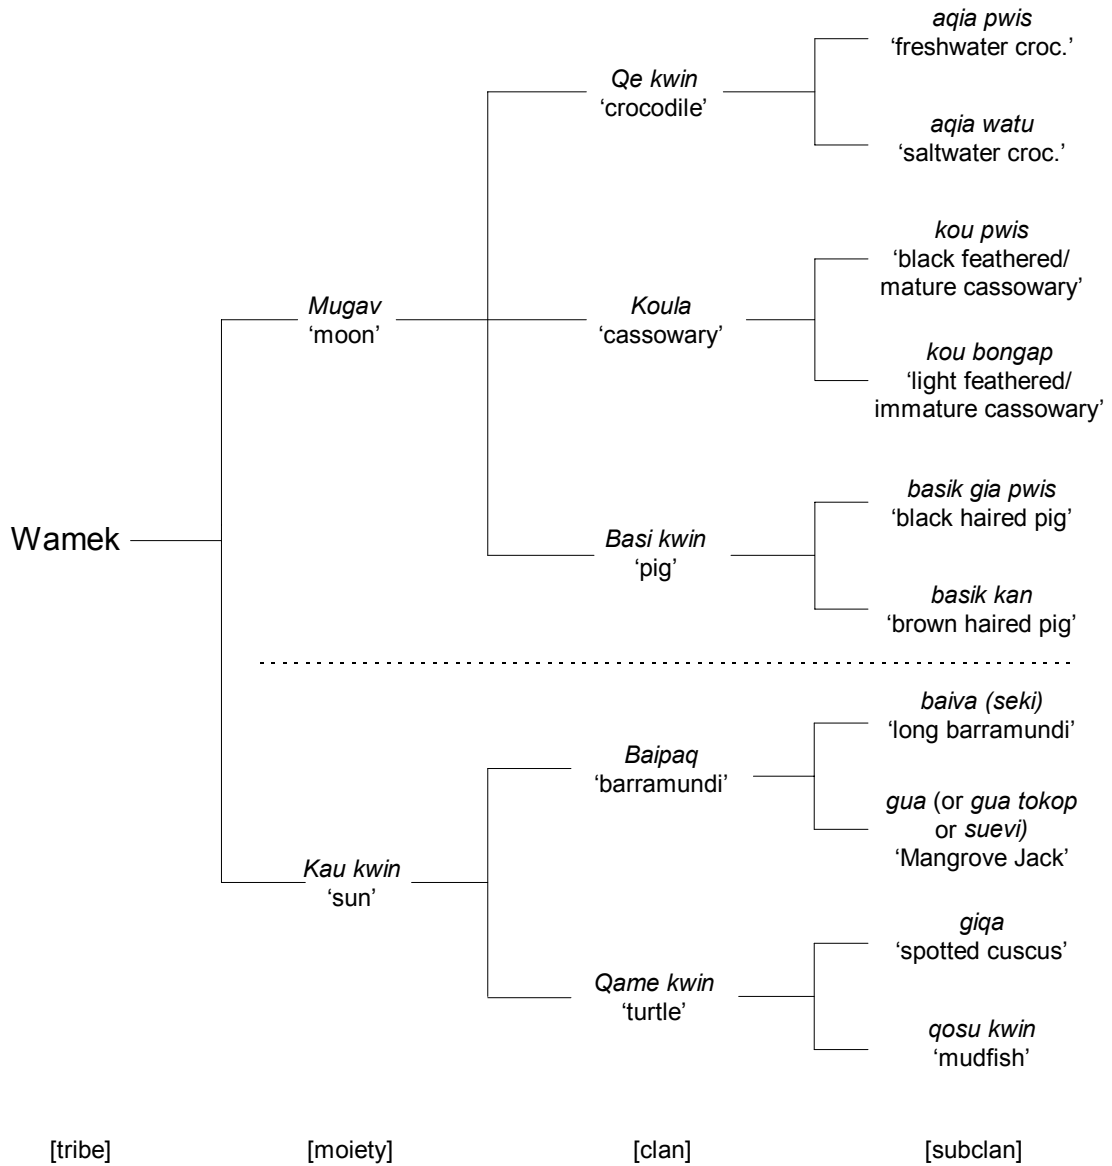 aqia pwis
‘freshwater croc.’
Qe kwin
‘crocodile’
aqia watu
‘saltwater croc.’
kou pwis
‘black feathered/
mature cassowary’
Mugav
‘moon’
Koula
‘cassowary’
kou bongap
‘light feathered/
immature cassowary’
basik gia pwis
‘black haired pig’
Wamek
Basi kwin
‘pig’
basik kan
‘brown haired pig’
baiva (seki)
‘long barramundi’
Baipaq
‘barramundi’
gua (or gua tokop
or suevi)
‘Mangrove Jack’
Kau kwin
‘sun’
giqa
‘spotted cuscus’
Qame kwin
‘turtle’
qosu kwin
‘mudfish’
[tribe]
[moiety]
[clan]
[subclan]